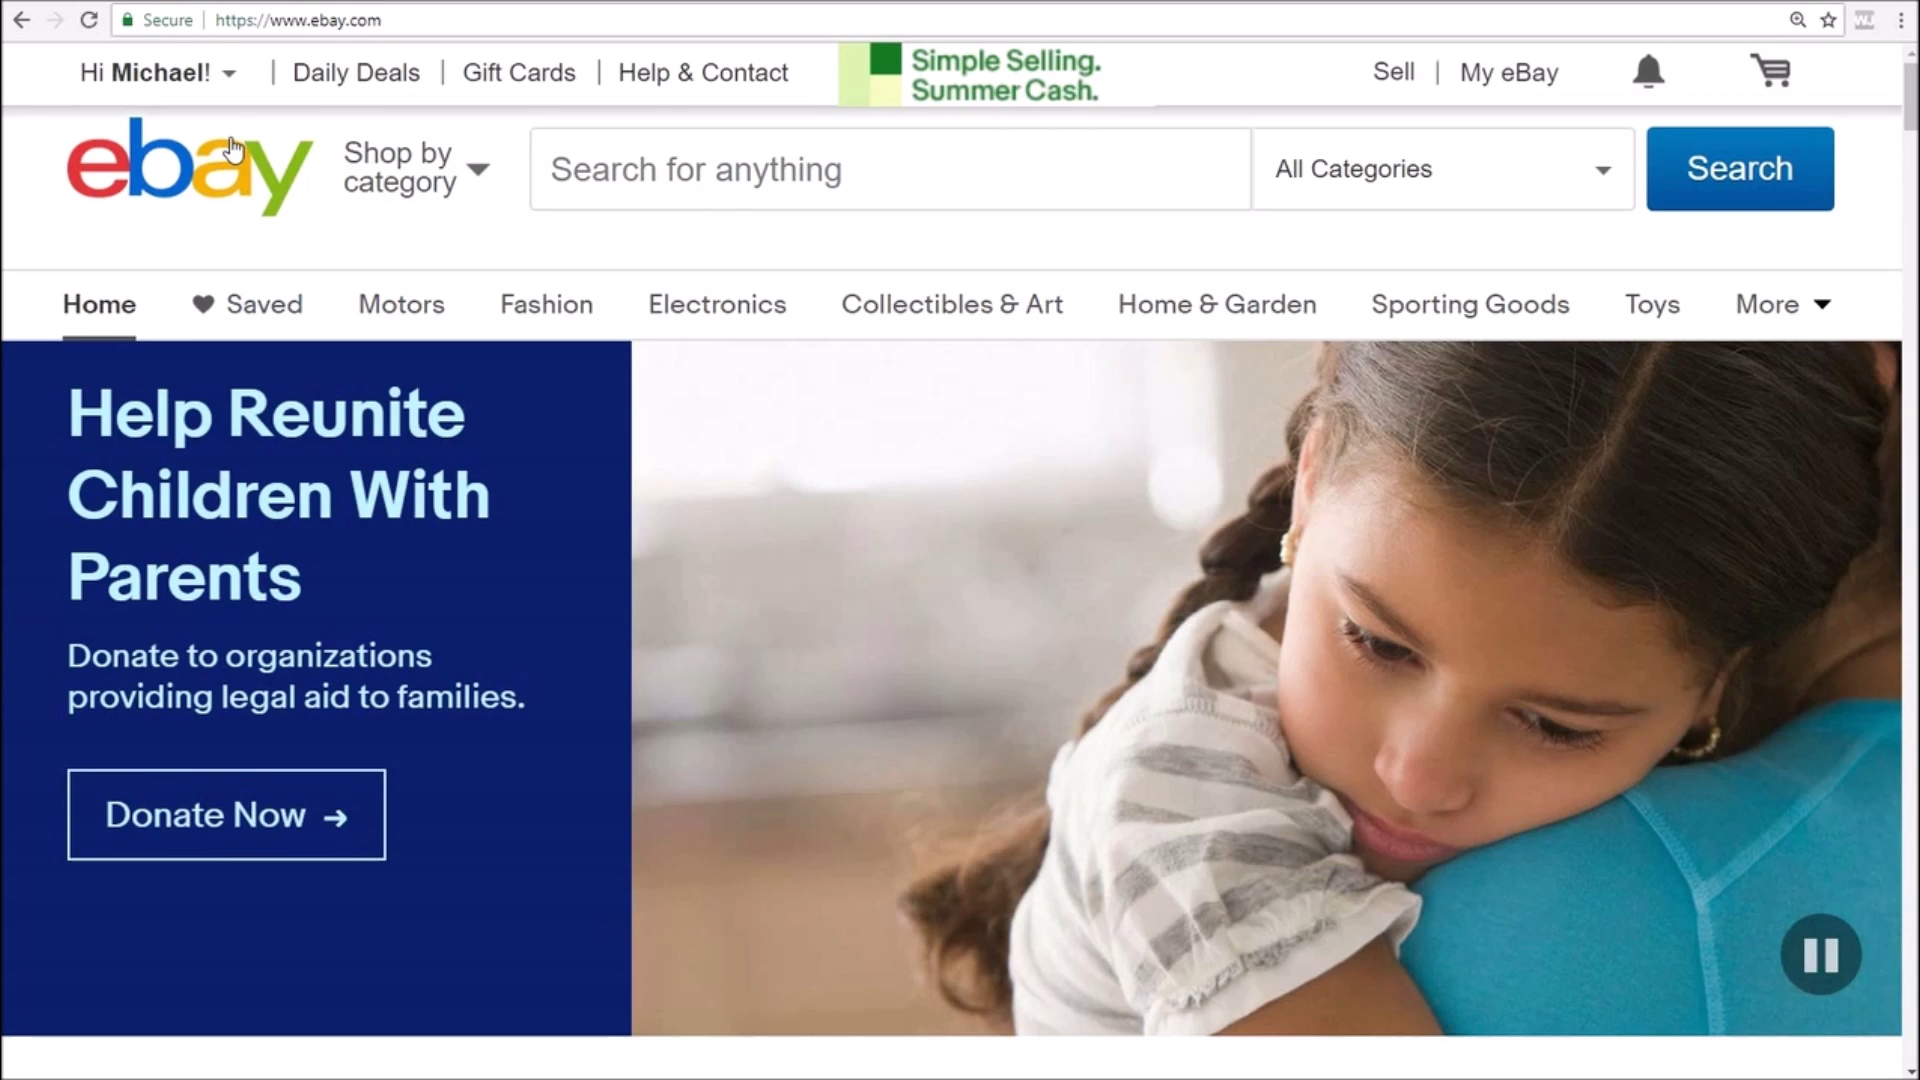 Secure https://www.ebay.com
Hi Michael! Daily Deals Gift Cards Help & Contact
Simple Selling.
Summer Cash.
Sell My eBay
ebay
Shop by
category
Search for anything
All Categories
Search
Home Saved Motors Fashion Electronics Collectibles & Art Home & Garden Sporting Goods Toys More
Help Reunite
Children With
Parents
Donate to organizations
providing legal aid to families.
Donate Now →